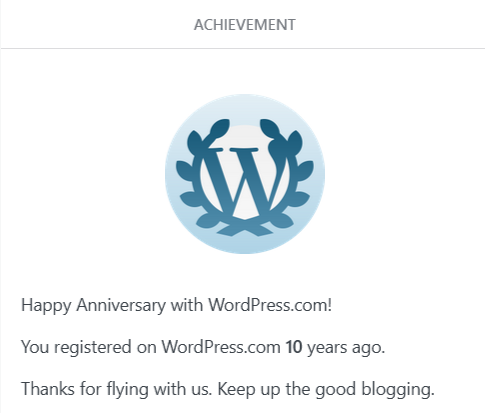 ACHIEVEMENT
W
Happy Anniversary with WordPress.com!
You registered on WordPress.com 10 years ago.
Thanks for flying with us. Keep up the good blogging.